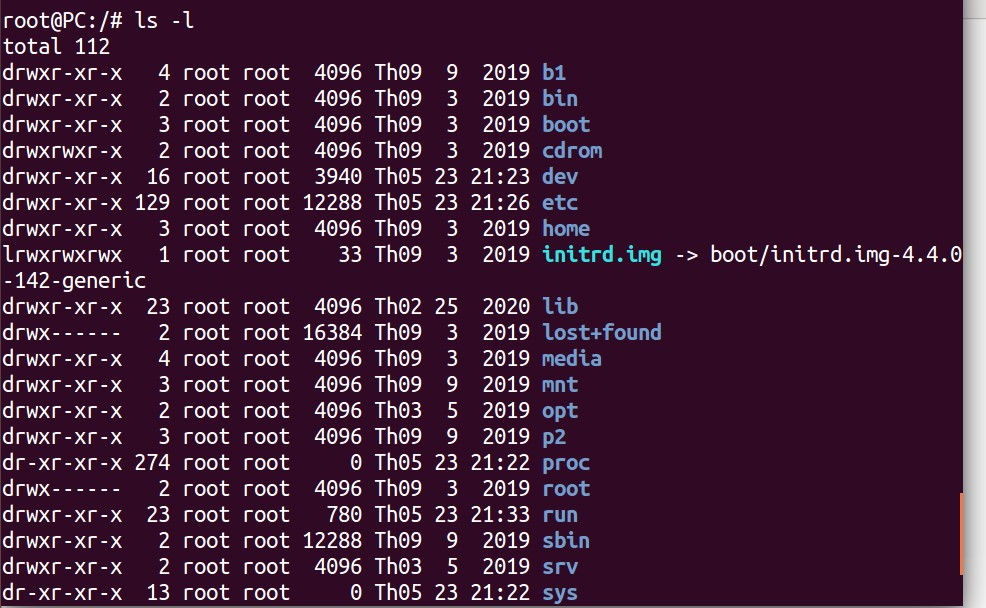 root@PC:/# ls -l
total 112
drwxr-xr-x   4 root root  4096 Th09  9  2019 b1
drwxr-xr-x   2 root root  4096 Th09  3  2019 bin
drwxr-xr-x   3 root root  4096 Th09  3  2019 boot
drwxrwxr-x   2 root root  4096 Th09  3  2019 cdrom
drwxr-xr-x  16 root root  3940 Th05 23 21:23 dev
drwxr-xr-x 129 root root 12288 Th05 23 21:26 etc
drwxr-xr-x   3 root root  4096 Th09  3  2019 home
lrwxrwxrwx   1 root root    33 Th09  3  2019 initrd.img -> boot/initrd.img-4.4.0
-142-generic
drwxr-xr-x  23 root root  4096 Th02 25  2020 lib
drwx------   2 root root 16384 Th09  3  2019 lost+found
drwxr-xr-x   4 root root  4096 Th09  3  2019 media
drwxr-xr-x   3 root root  4096 Th09  9  2019 mnt
drwxr-xr-x   2 root root  4096 Th03  5  2019 opt
drwxr-xr-x   3 root root  4096 Th09  9  2019 p2
dr-xr-xr-x 274 root root     0 Th05 23 21:22 proc
drwx------   2 root root  4096 Th09  3  2019 root
drwxr-xr-x  23 root root   780 Th05 23 21:33 run
drwxr-xr-x   2 root root 12288 Th09  9  2019 sbin
drwxr-xr-x   2 root root  4096 Th03  5  2019 srv
dr-xr-xr-x  13 root root     0 Th05 23 21:22 sys